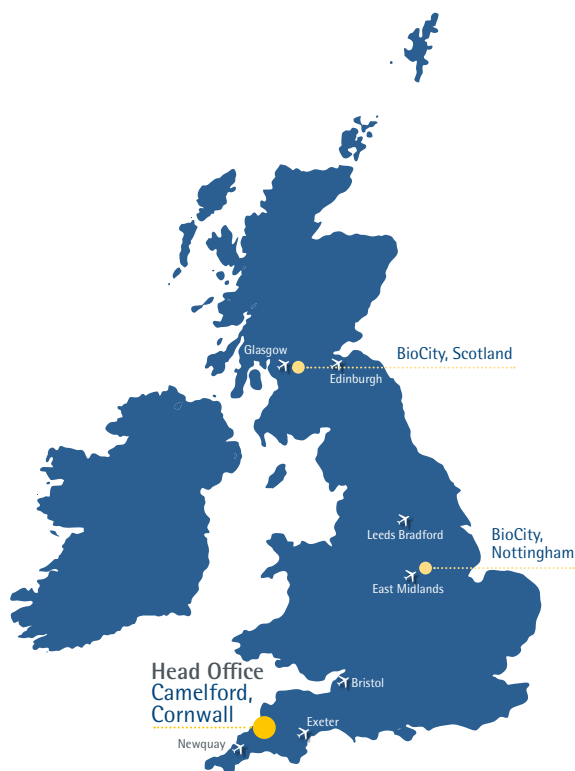 Glasgow
BioCity, Scotland
Edinburgh
Leeds Bradford
BioCity,
Nottingham
East Midlands
Head Office
Camelford,
Cornwall
Bristol
Exeter
Newquay